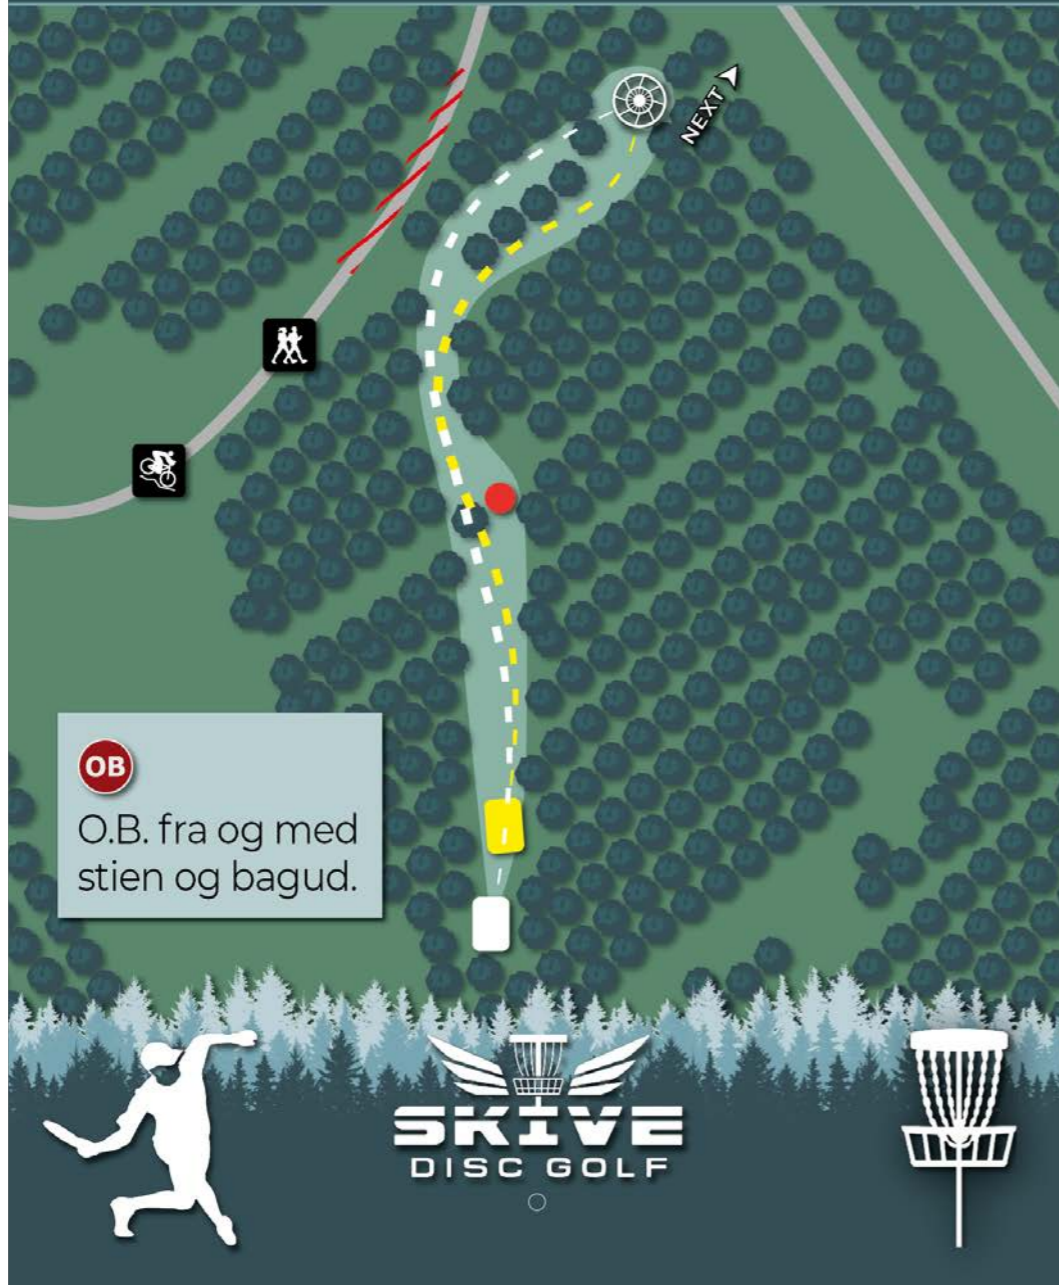 NEXT
OB
O.B. fra og med
stien og bagud.
SKIVE
DISC GOLF